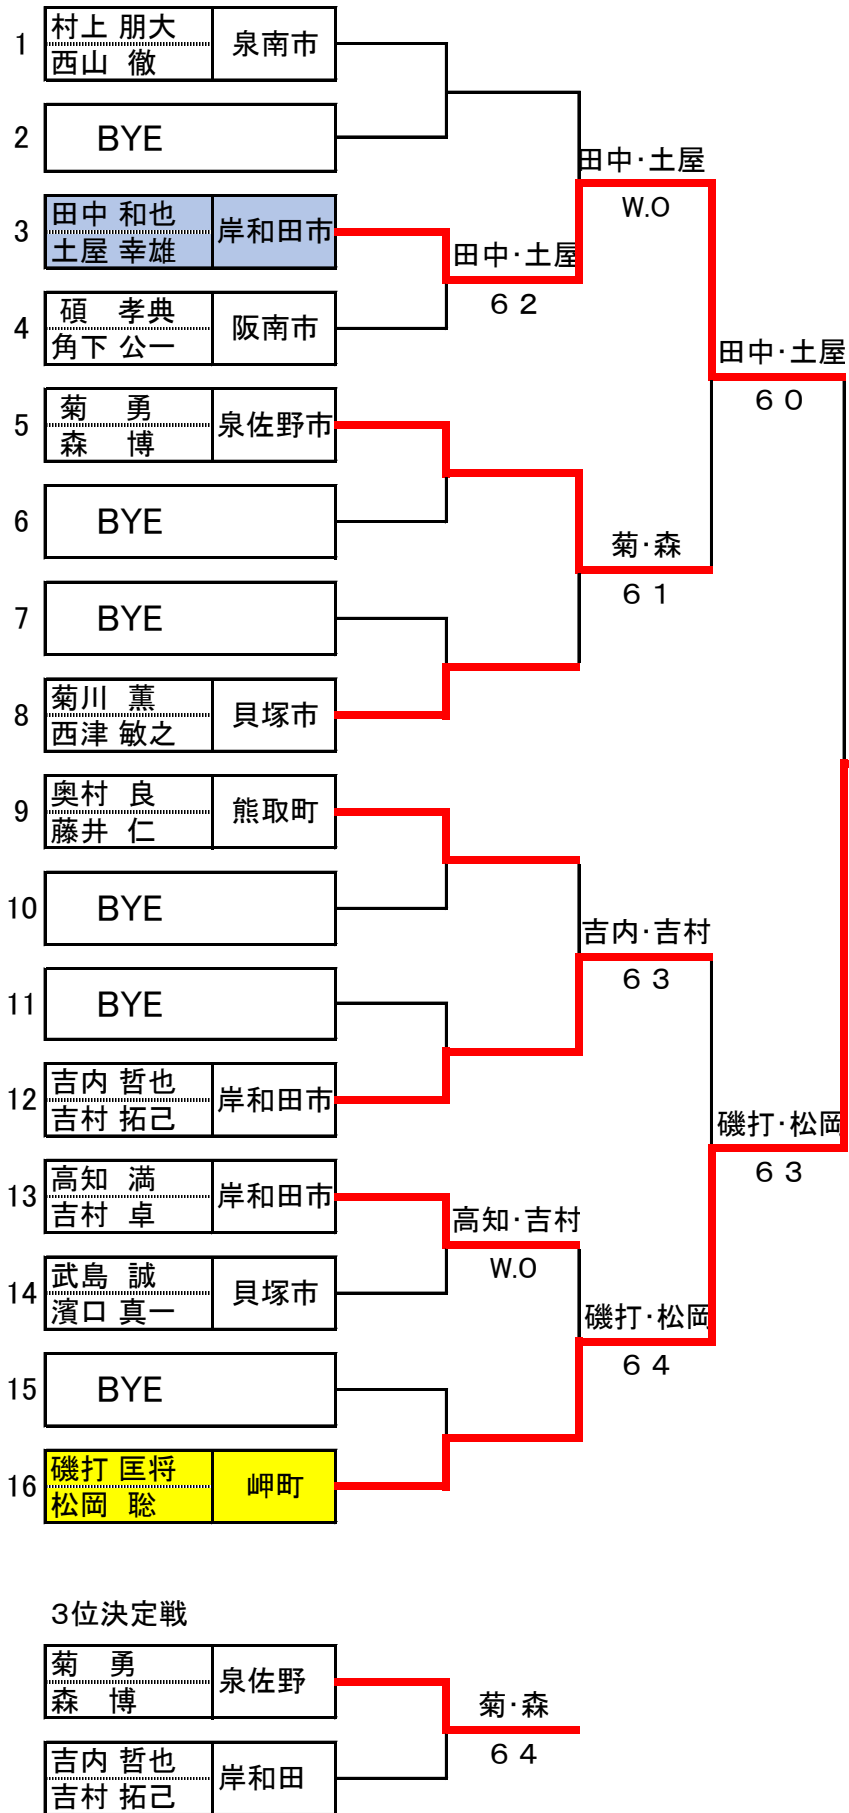 1 村上 朋大 泉南市
西山 徹
2 BYE
田中・土屋
W.O
3 田中 和也 岸和田市
土屋 幸雄
田中・土屋
6 2
4 碩 孝典 阪南市
角下 公一
田中・土屋
6 0
5 菊 勇 泉佐野市
森 博
6 BYE
菊・森
6 1
7 BYE
8 菊川 薫 貝塚市
西津 敏之
9 奥村 良 熊取町
藤井 仁
10 BYE
吉内・吉村
6 3
11 BYE
12 吉内 哲也 岸和田市
吉村 拓己
磯打・松岡
6 3
13 高知 満 岸和田市
吉村 卓
高知・吉村
W.O
14 武島 誠 貝塚市
濱口 真一
磯打・松岡
6 4
15 BYE
16 磯打 匡将 岬町
松岡 聡
3位決定戦
菊 勇 泉佐野
森 博
菊・森
6 4
吉内 哲也 岸和田
吉村 拓己